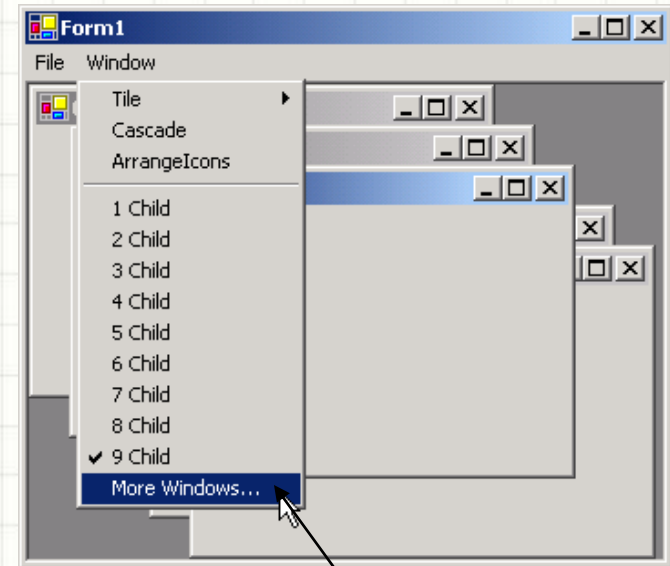 Form1
File Window
Tile
Cascade
ArrangeIcons
1 Child
2 Child
3 Child
4 Child
5 Child
6 Child
7 Child
8 Child
9 Child
More Windows...